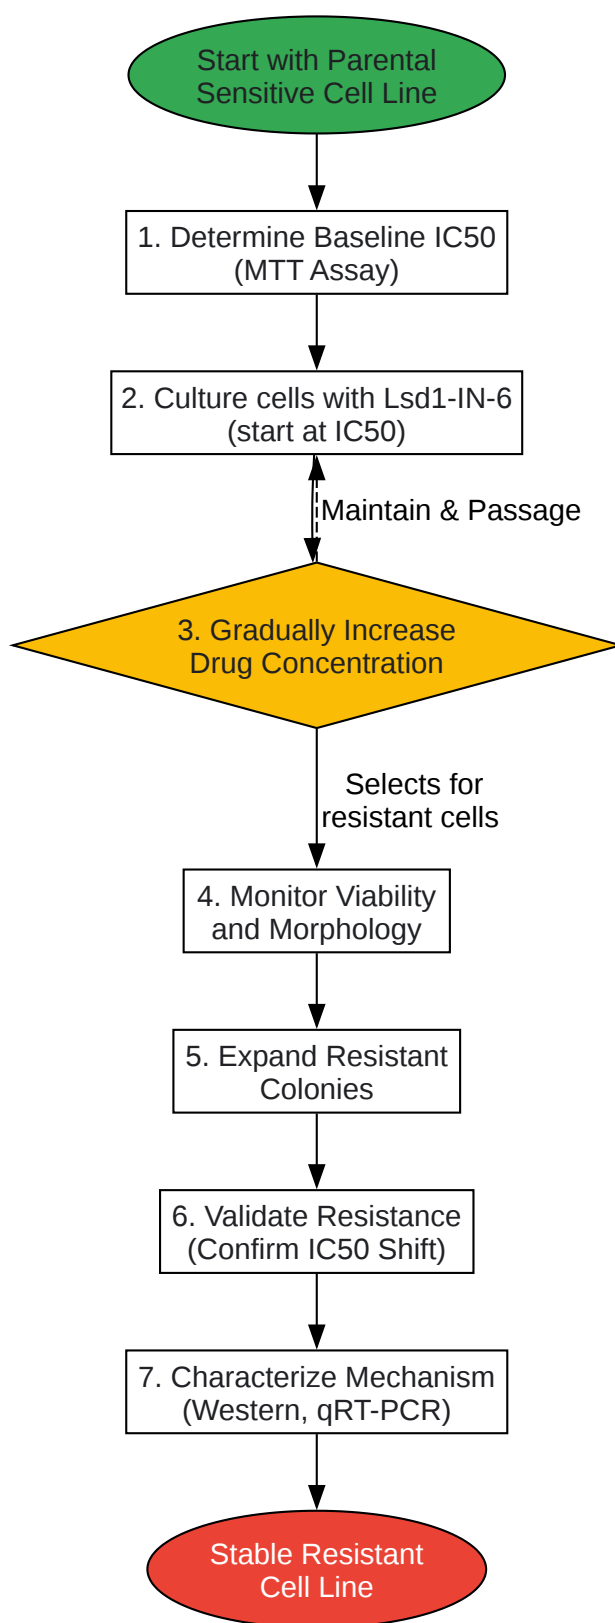 Start with Parental
Sensitive Cell Line
1. Determine Baseline IC50
(MTT Assay)
2. Culture cells with Lsd1-IN-6
(start at IC50)
Maintain & Passage
3. Gradually Increase
Drug Concentration
Selects for
resistant cells
4. Monitor Viability
and Morphology
5. Expand Resistant
Colonies
6. Validate Resistance
(Confirm IC50 Shift)
7. Characterize Mechanism
(Western, qRT-PCR)
Stable Resistant
Cell Line